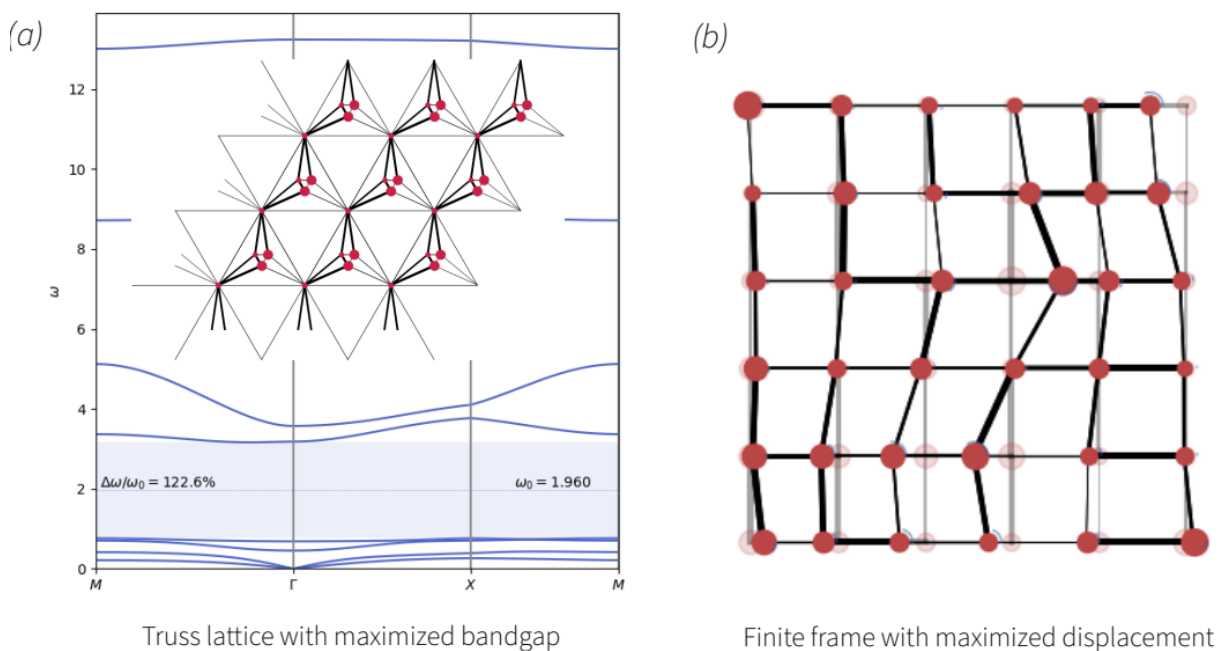 (a)
(b)
12
10
8
ω
6
4
Δω/ω₀ = 122.6%
ω₀ = 1.960
2
0
M
Γ
X
M
Truss lattice with maximized bandgap
Finite frame with maximized displacement